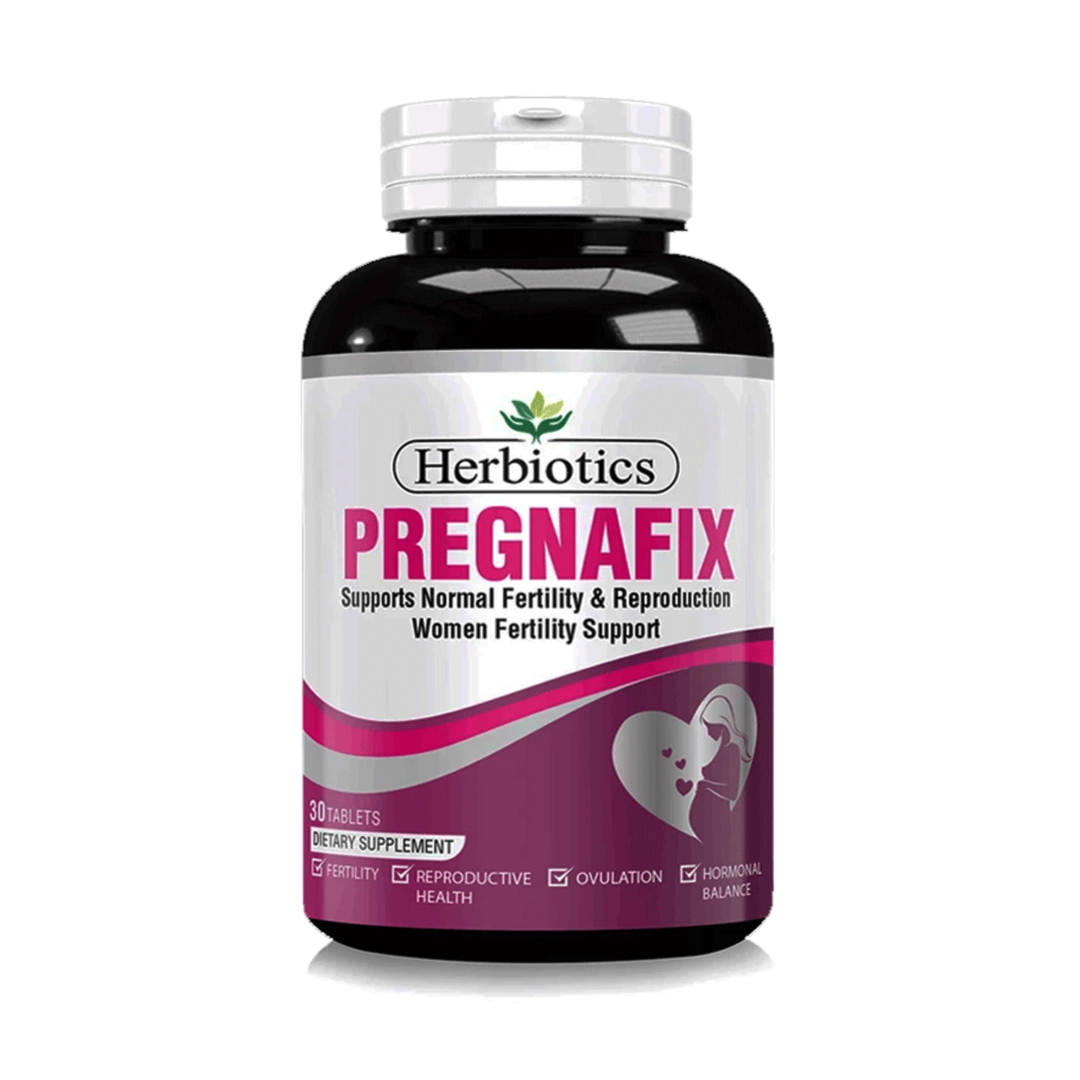 Herbiotics
PREGNAFIX
Supports Normal Fertility & Reproduction
Women Fertility Support
30 TABLETS
DIETARY SUPPLEMENT
FERTILITY
REPRODUCTIVE
HEALTH
OVULATION
HORMONAL
BALANCE